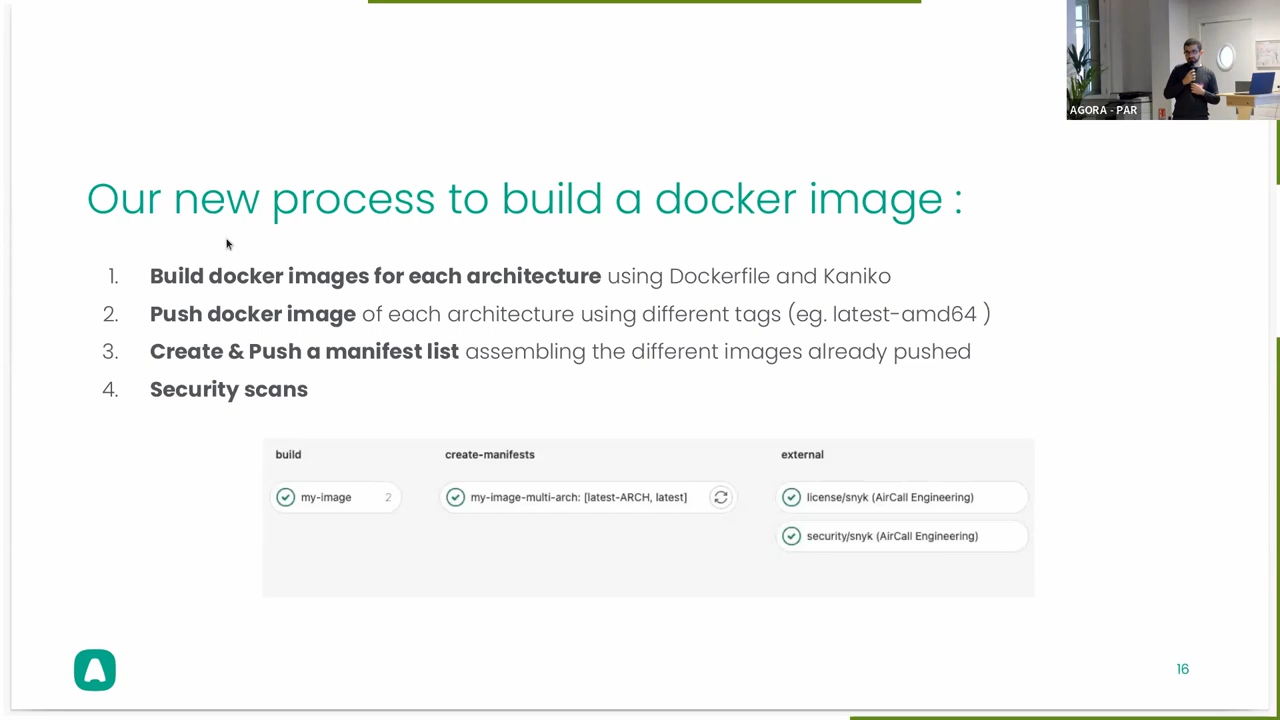 AGORA - PAR
Our new process to build a docker image :
1. Build docker images for each architecture using Dockerfile and Kaniko
2. Push docker image of each architecture using different tags (eg. latest-amd64 )
3. Create & Push a manifest list assembling the different images already pushed
4. Security scans
build
my-image 2
create-manifests
my-image-multi-arch: [latest-ARCH, latest]
external
license/snyk (AirCall Engineering)
security/snyk (AirCall Engineering)
16